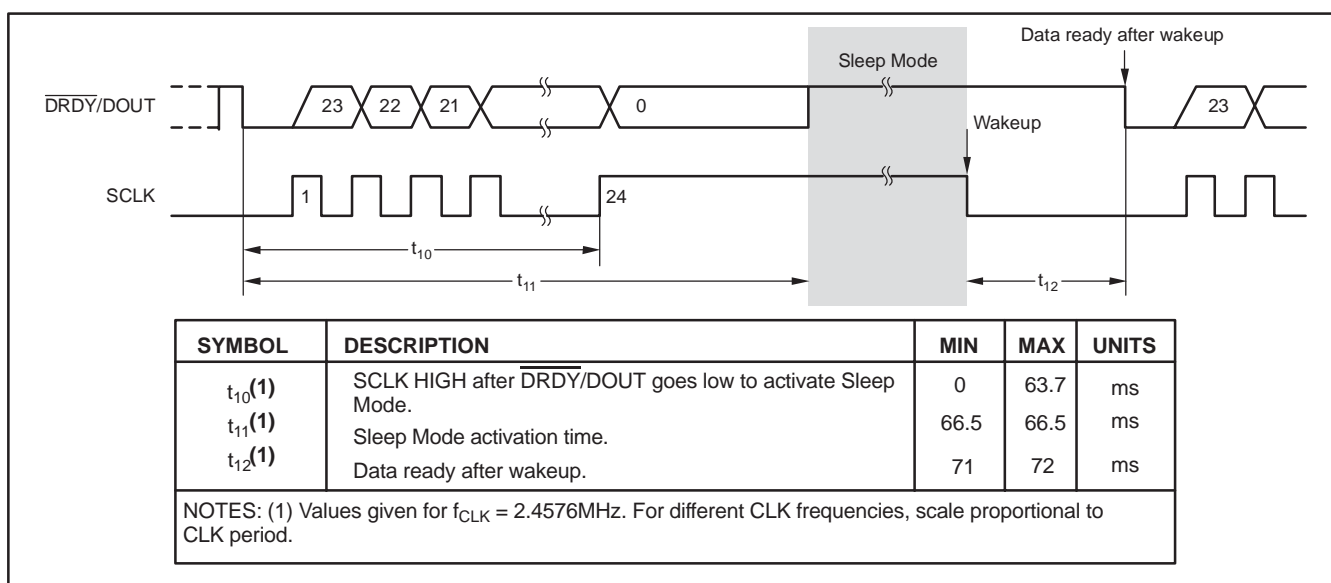 Data ready after wakeup
Sleep Mode
DRDY/DOUT 23 22 21 0 23
Wakeup
SCLK 1 24
t10
t11 t12
SYMBOL DESCRIPTION MIN MAX UNITS
t10(1) SCLK HIGH after DRDY/DOUT goes low to activate Sleep 0 63.7 ms
Mode.
t11(1) Sleep Mode activation time. 66.5 66.5 ms
t12(1) Data ready after wakeup. 71 72 ms
NOTES: (1) Values given for fCLK = 2.4576MHz. For different CLK frequencies, scale proportional to
CLK period.